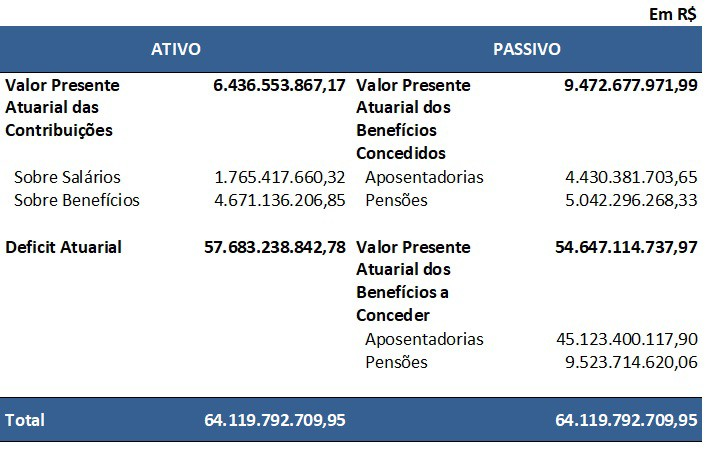 Em R$
ATIVO PASSIVO
Valor Presente 6.436.553.867,17 Valor Presente 9.472.677.971,99
Atuarial das Atuarial dos
Contribuições Benefícios
Concedidos
Sobre Salários 1.765.417.660,32 Aposentadorias 4.430.381.703,65
Sobre Benefícios 4.671.136.206,85 Pensões 5.042.296.268,33
Deficit Atuarial 57.683.238.842,78 Valor Presente 54.647.114.737,97
Atuarial dos
Benefícios a
Conceder
Aposentadorias 45.123.400.117,90
Pensões 9.523.714.620,06
Total 64.119.792.709,95 64.119.792.709,95